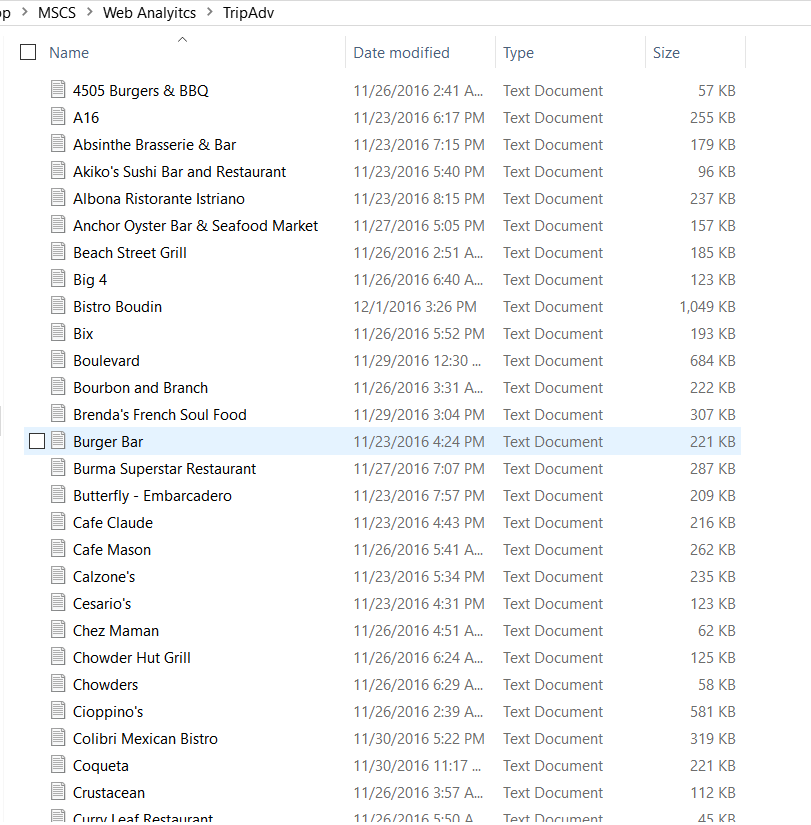 op > MSCS > Web Analyitcs > TripAdv
Name Date modified Type Size
4505 Burgers & BBQ 11/26/2016 2:41 A... Text Document 57 KB
A16 11/23/2016 6:17 PM Text Document 255 KB
Absinthe Brasserie & Bar 11/23/2016 7:15 PM Text Document 179 KB
Akiko's Sushi Bar and Restaurant 11/23/2016 5:40 PM Text Document 96 KB
Albona Ristorante Istriano 11/23/2016 8:15 PM Text Document 237 KB
Anchor Oyster Bar & Seafood Market 11/27/2016 5:05 PM Text Document 157 KB
Beach Street Grill 11/26/2016 2:51 A... Text Document 185 KB
Big 4 11/26/2016 6:40 A... Text Document 123 KB
Bistro Boudin 12/1/2016 3:26 PM Text Document 1,049 KB
Bix 11/26/2016 5:52 PM Text Document 193 KB
Boulevard 11/29/2016 12:30 ... Text Document 684 KB
Bourbon and Branch 11/26/2016 3:31 A... Text Document 222 KB
Brenda's French Soul Food 11/29/2016 3:04 PM Text Document 307 KB
Burger Bar 11/23/2016 4:24 PM Text Document 221 KB
Burma Superstar Restaurant 11/27/2016 7:07 PM Text Document 287 KB
Butterfly - Embarcadero 11/23/2016 7:57 PM Text Document 209 KB
Cafe Claude 11/23/2016 4:43 PM Text Document 216 KB
Cafe Mason 11/26/2016 5:41 A... Text Document 262 KB
Calzone's 11/23/2016 5:34 PM Text Document 235 KB
Cesario's 11/23/2016 4:31 PM Text Document 123 KB
Chez Maman 11/26/2016 4:51 A... Text Document 62 KB
Chowder Hut Grill 11/26/2016 6:24 A... Text Document 125 KB
Chowders 11/26/2016 6:29 A... Text Document 58 KB
Cioppino's 11/26/2016 2:39 A... Text Document 581 KB
Colibri Mexican Bistro 11/30/2016 5:22 PM Text Document 319 KB
Coqueta 11/30/2016 11:17 ... Text Document 221 KB
Crustacean 11/26/2016 3:57 A... Text Document 112 KB
Curry Leaf Restaurant 11/26/2016 5:50 A... Text Document 45 KB